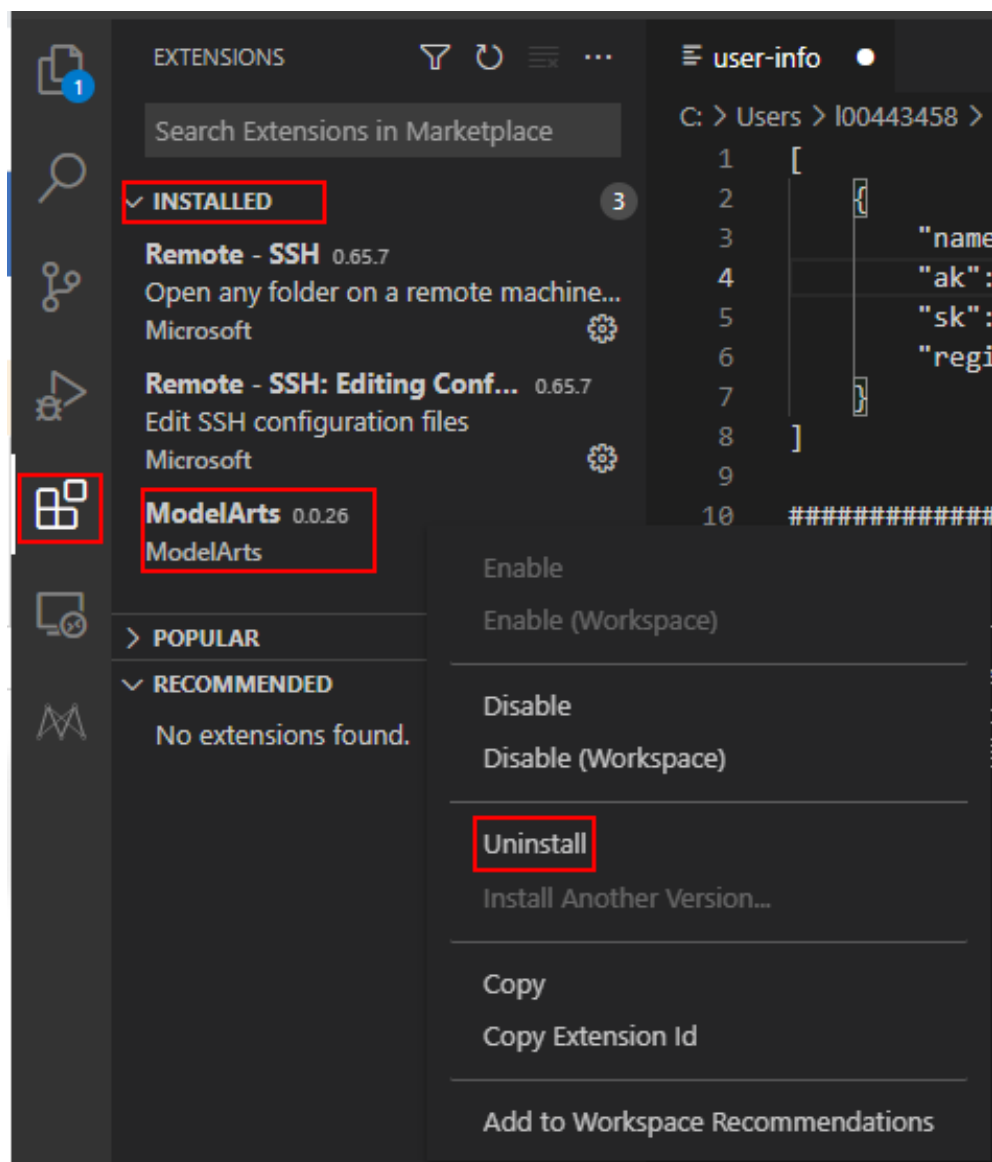 EXTENSIONS
Search Extensions in Marketplace
INSTALLED 3
Remote - SSH 0.65.7
Open any folder on a remote machine...
Microsoft
Remote - SSH: Editing Conf... 0.65.7
Edit SSH configuration files
Microsoft
ModelArts 0.0.26
ModelArts
POPULAR
RECOMMENDED
No extensions found.
1
user-info
C: > Users > l00443458 >
1 [
2 {
3 "name
4 "ak":
5 "sk":
6 "regi
7 }
8 ]
9
10 #############
Enable
Enable (Workspace)
Disable
Disable (Workspace)
Uninstall
Install Another Version...
Copy
Copy Extension Id
Add to Workspace Recommendations